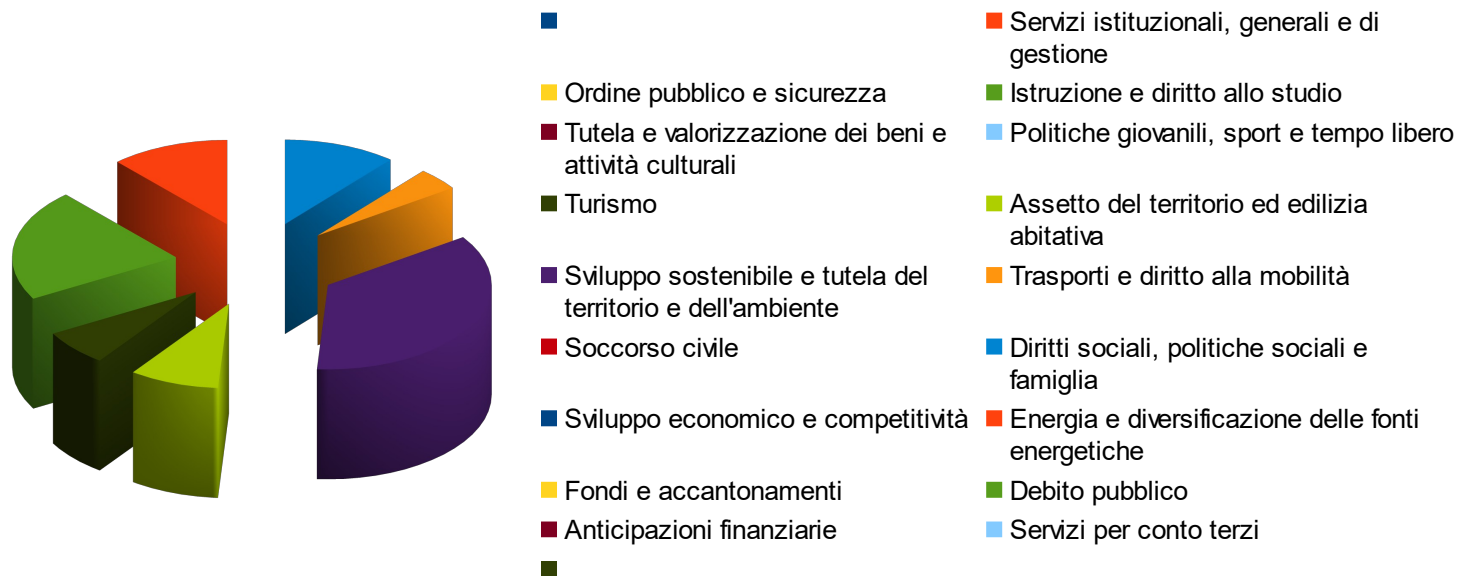 Servizi istituzionali, generali e di
gestione
Ordine pubblico e sicurezza
Istruzione e diritto allo studio
Tutela e valorizzazione dei beni e
attività culturali
Politiche giovanili, sport e tempo libero
Turismo
Assetto del territorio ed edilizia
abitativa
Sviluppo sostenibile e tutela del
territorio e dell'ambiente
Trasporti e diritto alla mobilità
Soccorso civile
Diritti sociali, politiche sociali e
famiglia
Sviluppo economico e competitività
Energia e diversificazione delle fonti
energetiche
Fondi e accantonamenti
Debito pubblico
Anticipazioni finanziarie
Servizi per conto terzi